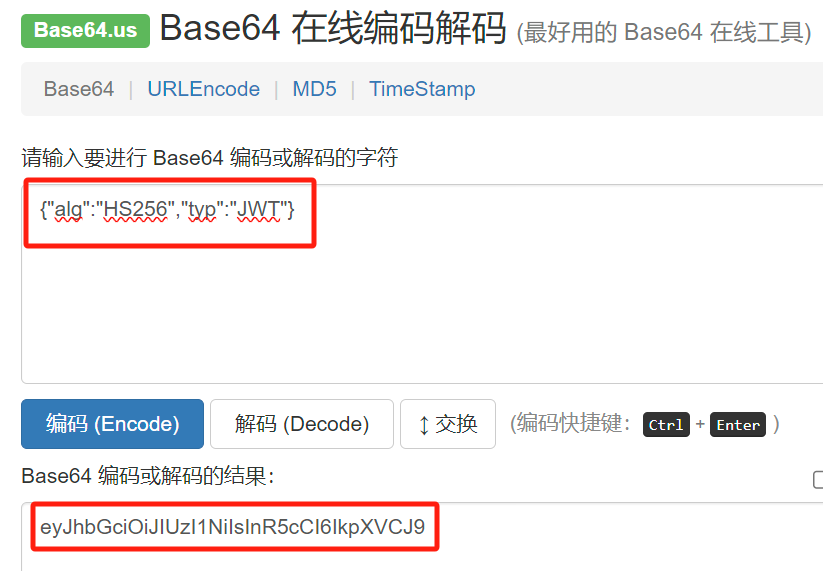 Base64.us Base64 在线编码解码 (最好用的 Base64 在线工具)
Base64 | URLEncode | MD5 | TimeStamp
请输入要进行 Base64 编码或解码的字符
{"alg":"HS256","typ":"JWT"}
编码 (Encode) 解码 (Decode) ↕ 交换 (编码快捷键: Ctrl + Enter )
Base64 编码或解码的结果:
eyJhbGciOiJIUzI1NiIsInR5cCI6IkpXVCJ9